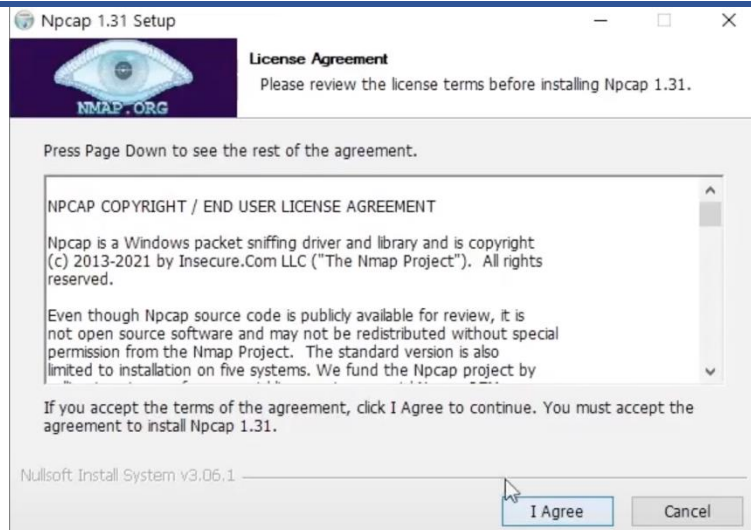 Npcap 1.31 Setup
NMAP.ORG
License Agreement
Please review the license terms before installing Npcap 1.31.
Press Page Down to see the rest of the agreement.
NPCAP COPYRIGHT / END USER LICENSE AGREEMENT
Npcap is a Windows packet sniffing driver and library and is copyright
(c) 2013-2021 by Insecure.Com LLC ("The Nmap Project"). All rights
reserved.
Even though Npcap source code is publicly available for review, it is
not open source software and may not be redistributed without special
permission from the Nmap Project. The standard version is also
limited to installation on five systems. We fund the Npcap project by
If you accept the terms of the agreement, click I Agree to continue. You must accept the
agreement to install Npcap 1.31.
Nullsoft Install System v3.06.1
I Agree
Cancel